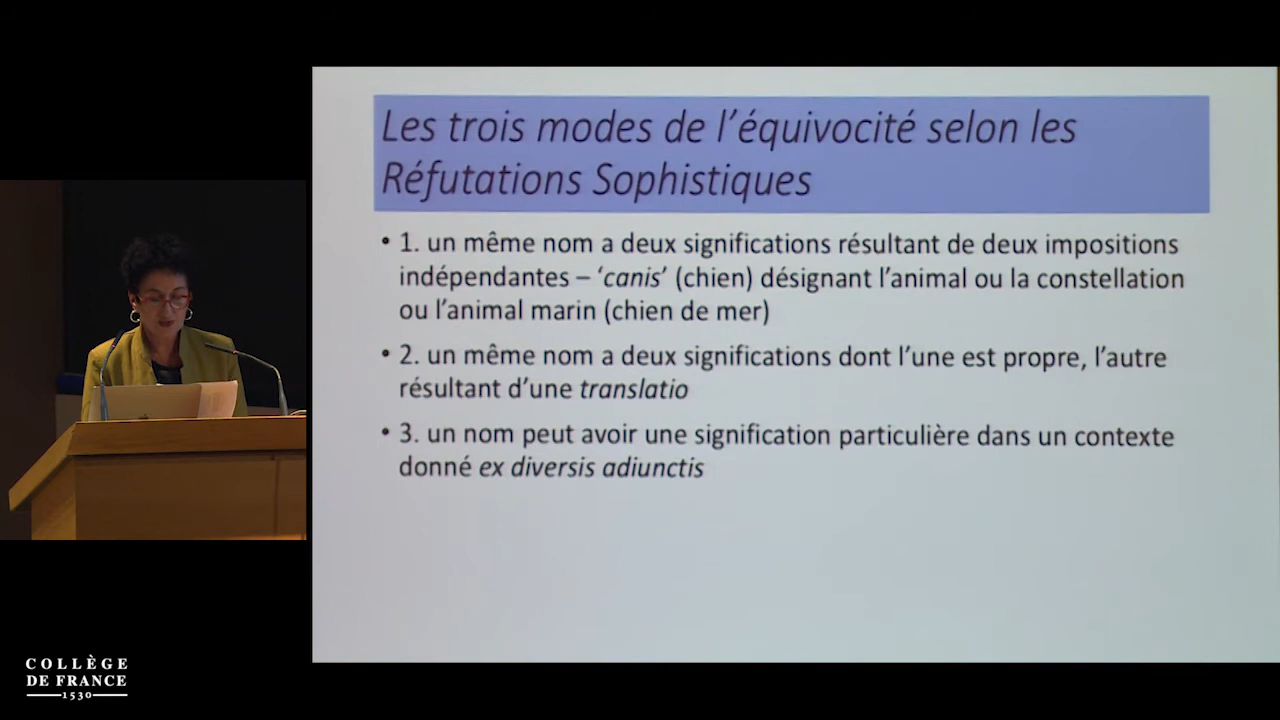 Les trois modes de l’équivocité selon les
Réfutations Sophistiques
• 1. un même nom a deux significations résultant de deux impositions
indépendantes – ‘canis’ (chien) désignant l’animal ou la constellation
ou l’animal marin (chien de mer)
• 2. un même nom a deux significations dont l’une est propre, l’autre
résultant d’une translatio
• 3. un nom peut avoir une signification particulière dans un contexte
donné ex diversis adiunctis
COLLÈGE
DE FRANCE
1530